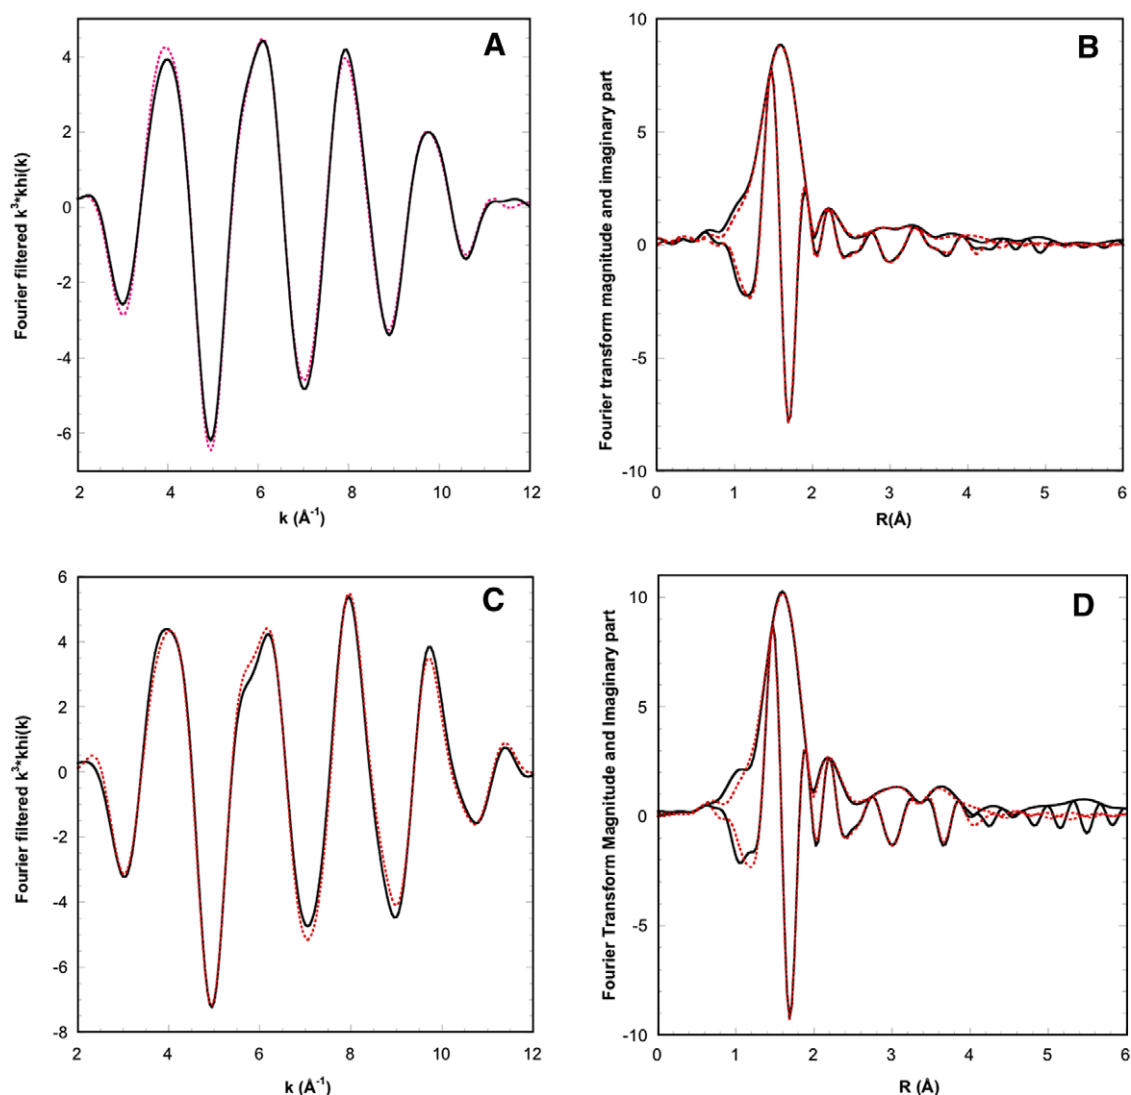 A
Fourier filtered k³*khi(k)
4
2
0
-2
-4
-6
2 4 6 8 10 12
k (Å⁻¹)
B
Fourier transform magnitude and imaginary part
10
5
0
-5
-10
0 1 2 3 4 5 6
R(Å)
C
Fourier filtered k³*khi(k)
6
4
2
0
-2
-4
-6
-8
2 4 6 8 10 12
k (Å⁻¹)
D
Fourier Transform Magnitude and Imaginary part
10
5
0
-5
-10
0 1 2 3 4 5 6
R (Å)